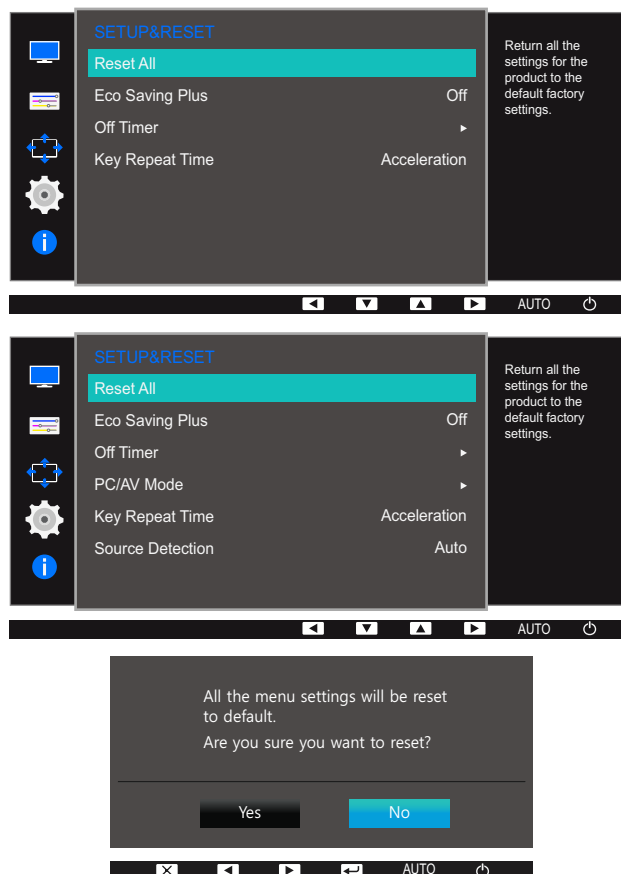 SETUP&RESET
Reset All
Eco Saving Plus Off
Off Timer
Key Repeat Time Acceleration
Return all the
settings for the
product to the
default factory
settings.
AUTO
SETUP&RESET
Reset All
Eco Saving Plus Off
Off Timer
PC/AV Mode
Key Repeat Time Acceleration
Source Detection Auto
Return all the
settings for the
product to the
default factory
settings.
AUTO
All the menu settings will be reset
to default.
Are you sure you want to reset?
Yes No
AUTO